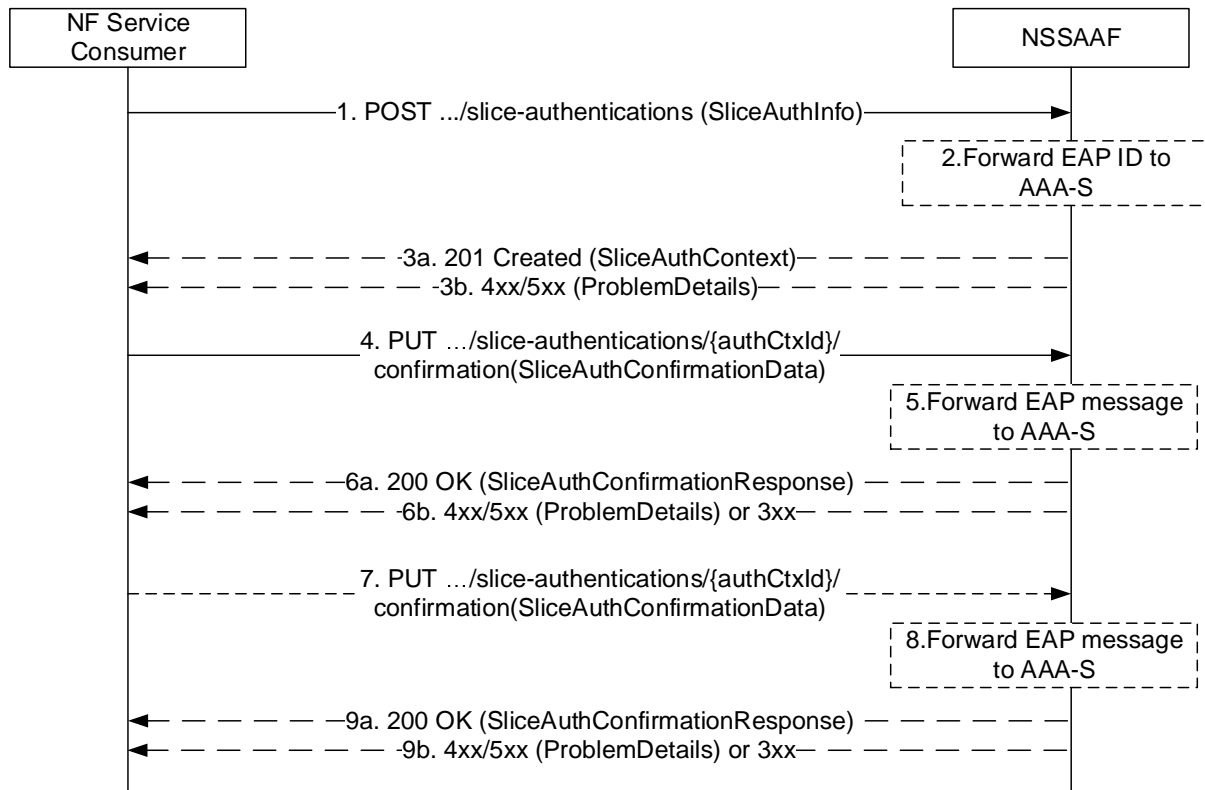 NF Service
Consumer
NSSAAF
1. POST .../slice-authentications (SliceAuthInfo)
2.Forward EAP ID to
AAA-S
3a. 201 Created (SliceAuthContext)
3b. 4xx/5xx (ProblemDetails)
4. PUT …/slice-authentications/{authCtxId}/
confirmation(SliceAuthConfirmationData)
5.Forward EAP message
to AAA-S
6a. 200 OK (SliceAuthConfirmationResponse)
6b. 4xx/5xx (ProblemDetails) or 3xx
7. PUT …/slice-authentications/{authCtxId}/
confirmation(SliceAuthConfirmationData)
8.Forward EAP message
to AAA-S
9a. 200 OK (SliceAuthConfirmationResponse)
9b. 4xx/5xx (ProblemDetails) or 3xx